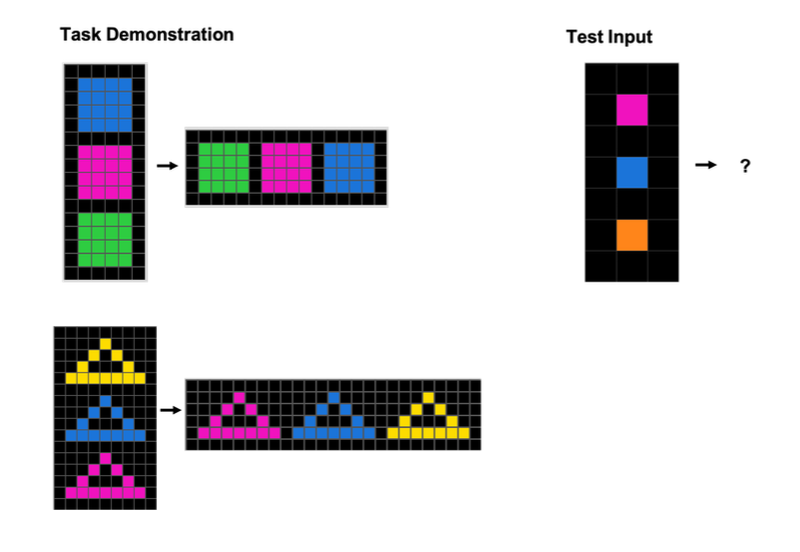 Task Demonstration
Test Input
?